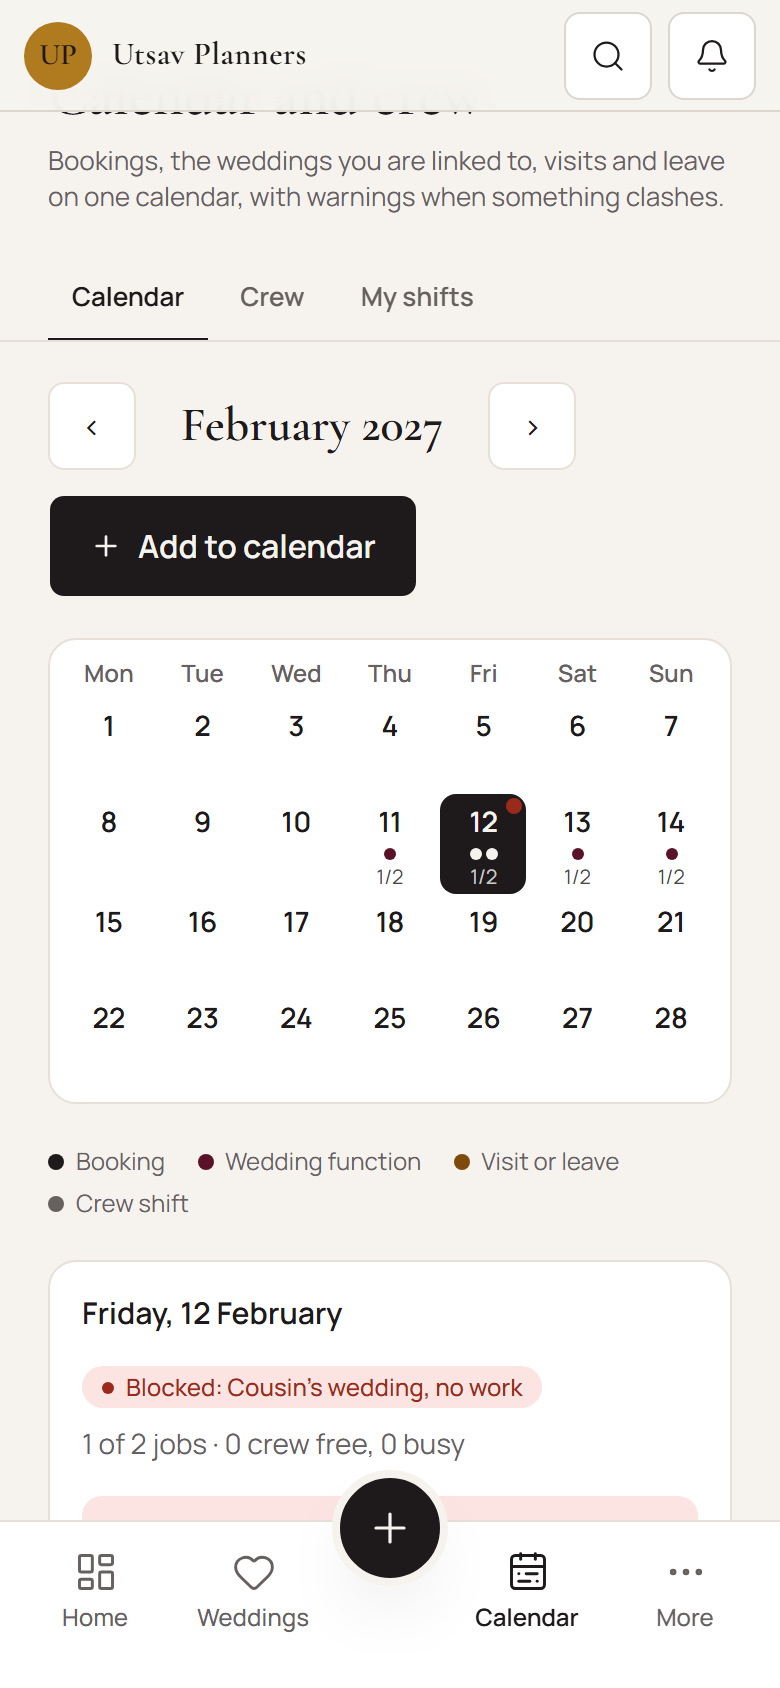 UP Utsav Planners
Calendar and crew
Bookings, the weddings you are linked to, visits and leave
on one calendar, with warnings when something clashes.
Calendar Crew My shifts
‹ February 2027 ›
+ Add to calendar
Mon Tue Wed Thu Fri Sat Sun
1 2 3 4 5 6 7
8 9 10 11 12 13 14
1/2 1/2 1/2 1/2
15 16 17 18 19 20 21
22 23 24 25 26 27 28
Booking Wedding function Visit or leave
Crew shift
Friday, 12 February
Blocked: Cousin’s wedding, no work
1 of 2 jobs · 0 crew free, 0 busy
Home Weddings + Calendar More